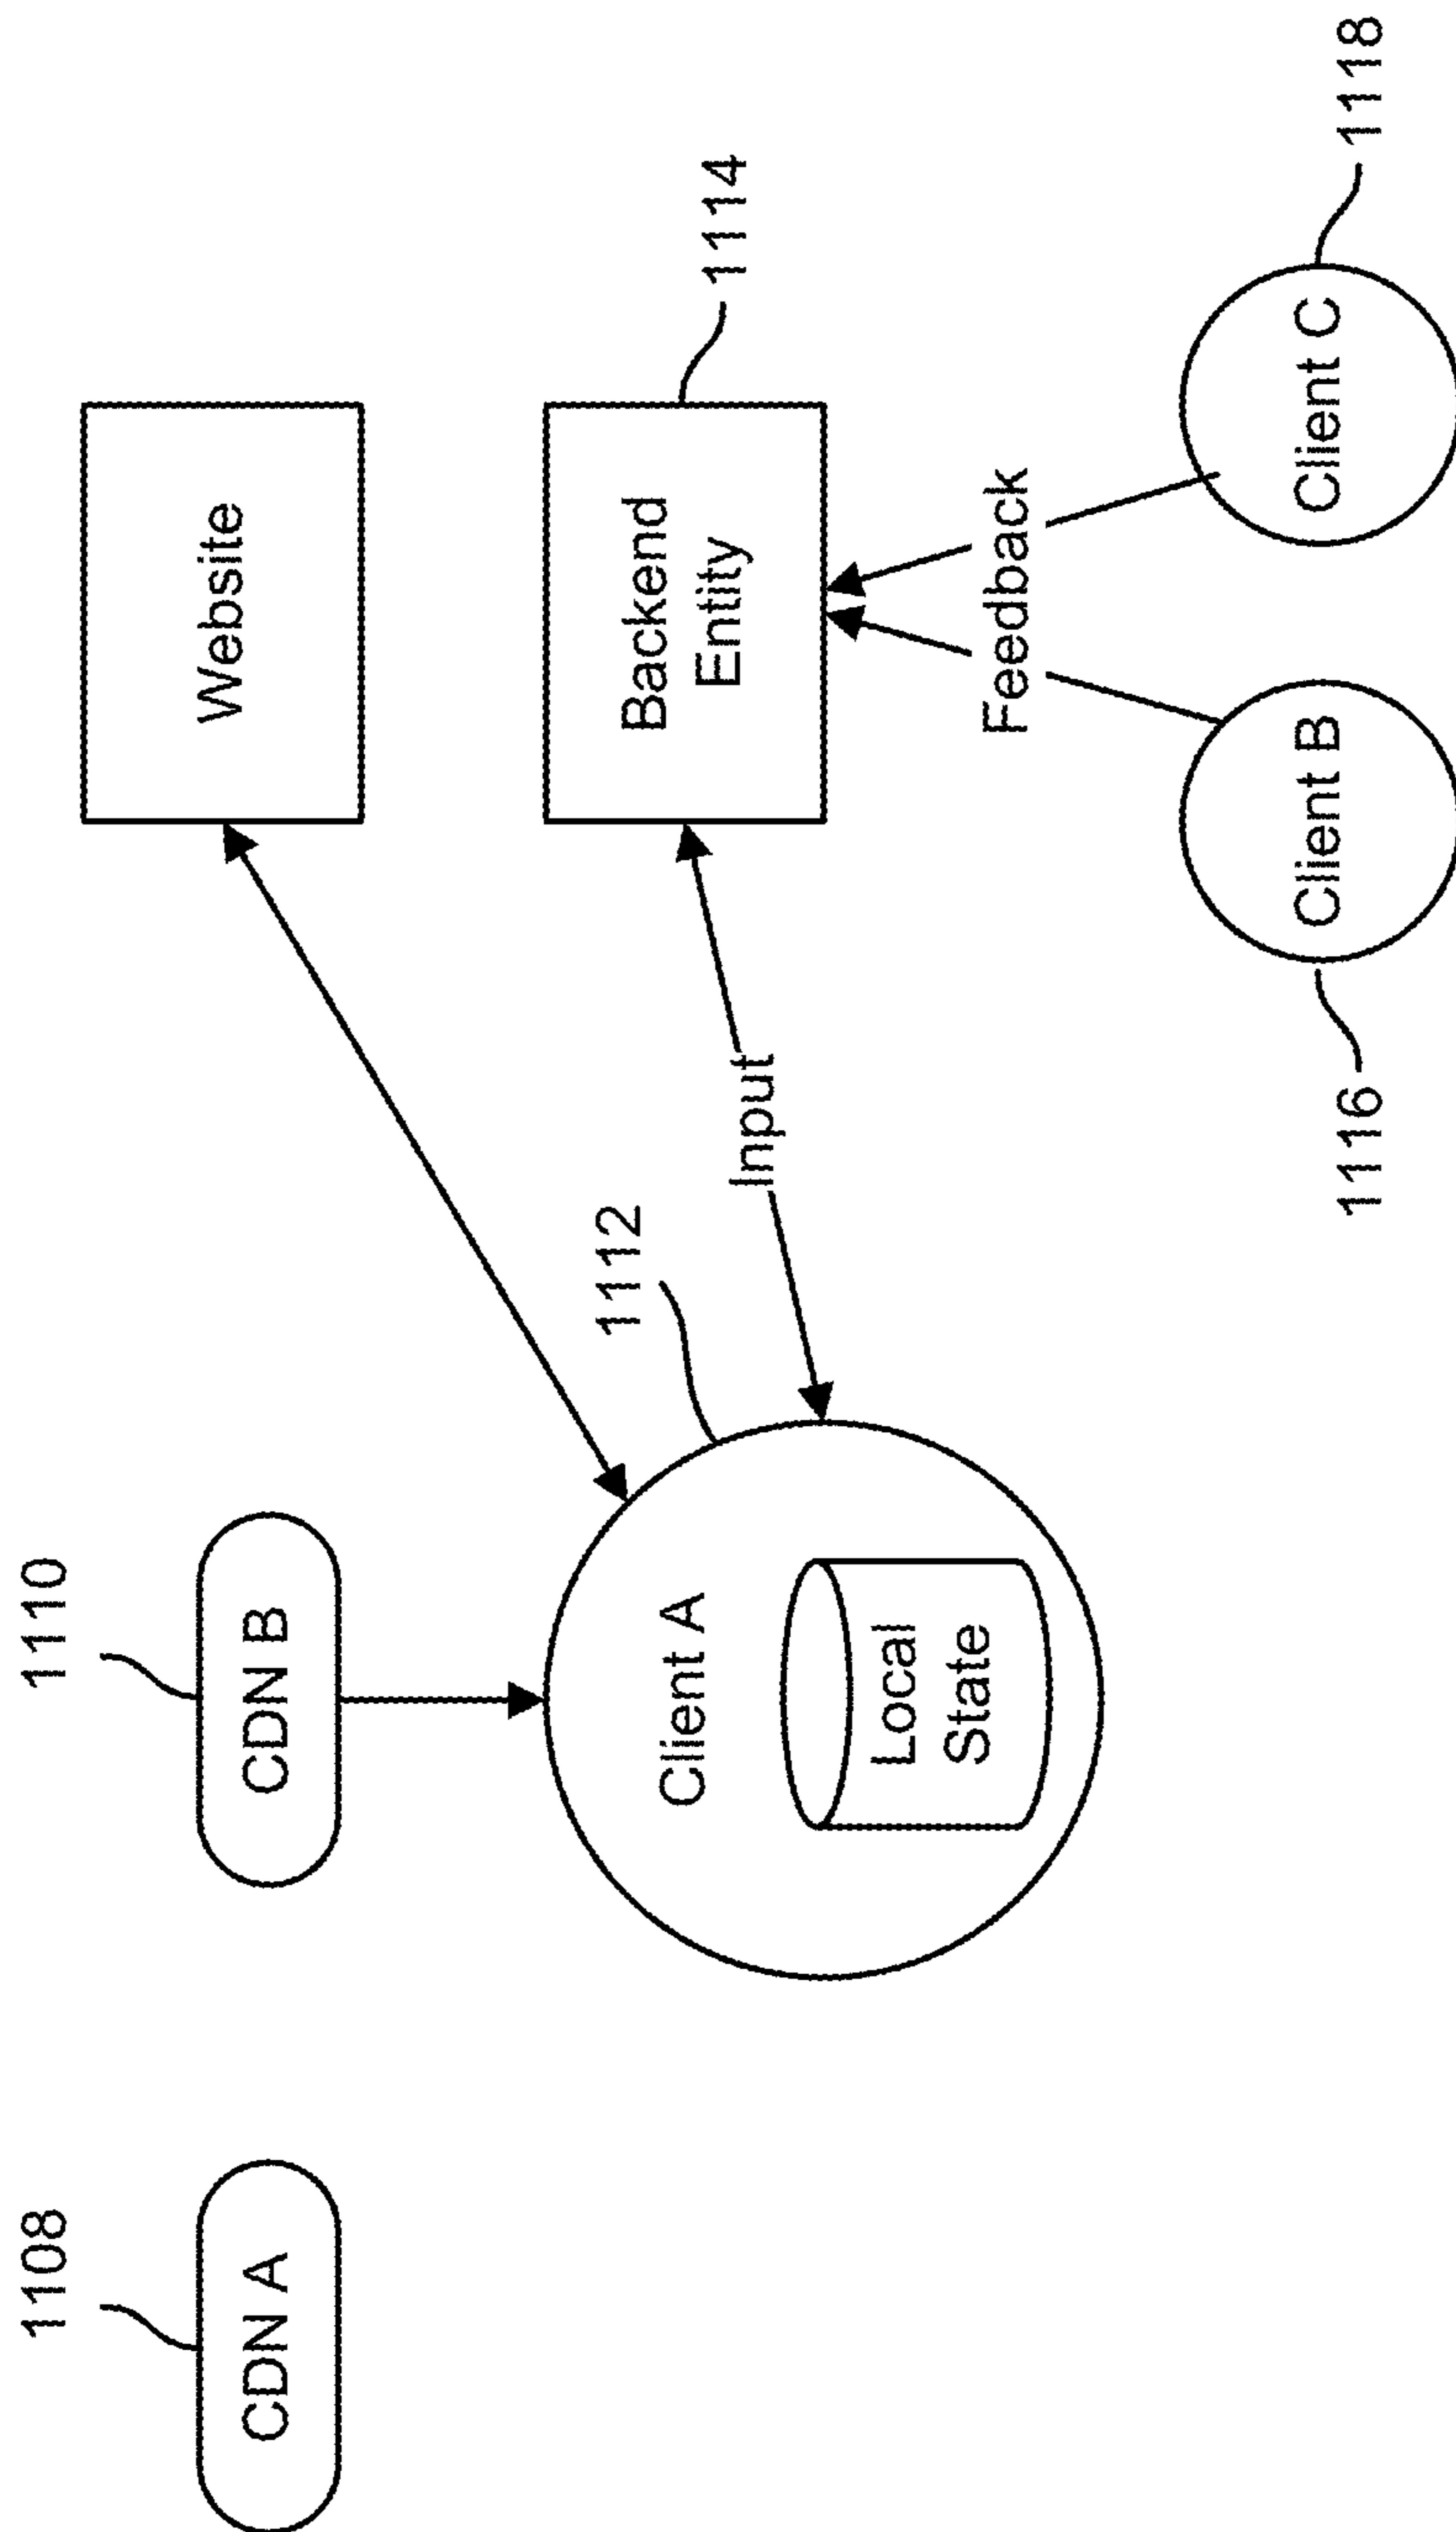 1108
1110
CDN A
CDN B
Website
1112
1114
Client A
Input
Backend
Entity
Local
State
Feedback
Client B
Client C
1116
1118